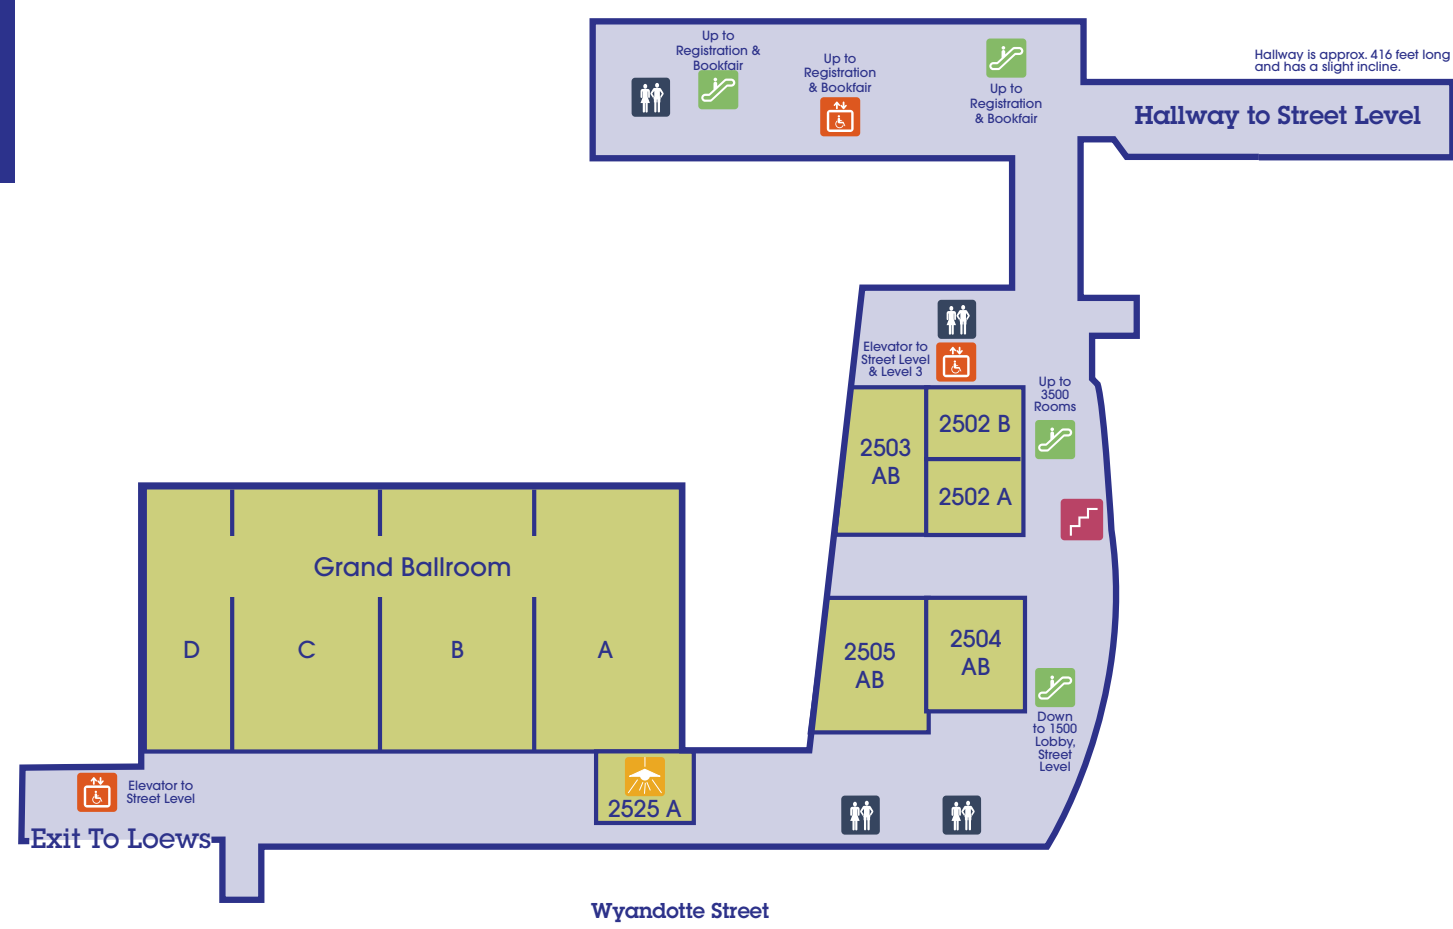 Up to
Registration &
Bookfair
Up to
Registration
& Bookfair
Up to
Registration
& Bookfair
Hallway is approx. 416 feet long
and has a slight incline.
Hallway to Street Level
Elevator to
Street Level
& Level 3
Up to
3500
Rooms
2503
AB
2502 B
2502 A
Grand Ballroom
D
C
B
A
2505
AB
2504
AB
Down
to 1500
Lobby,
Street
Level
Elevator to
Street Level
2525 A
Exit To Loews
Wyandotte Street